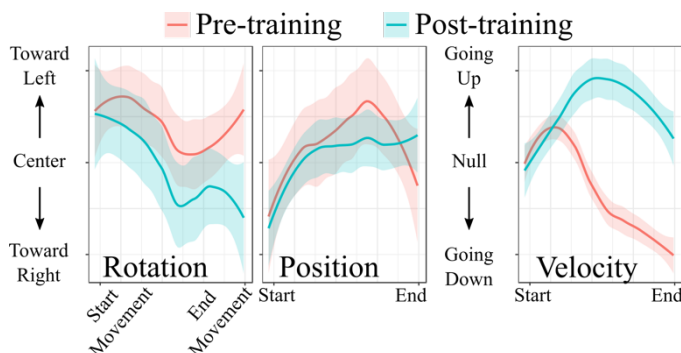 Pre-training
Post-training
Toward
Left
Center
Toward
Right
Going
Up
Null
Going
Down
Rotation
Position
Velocity
Start
Movement
End
Movement
Start
End
Start
End